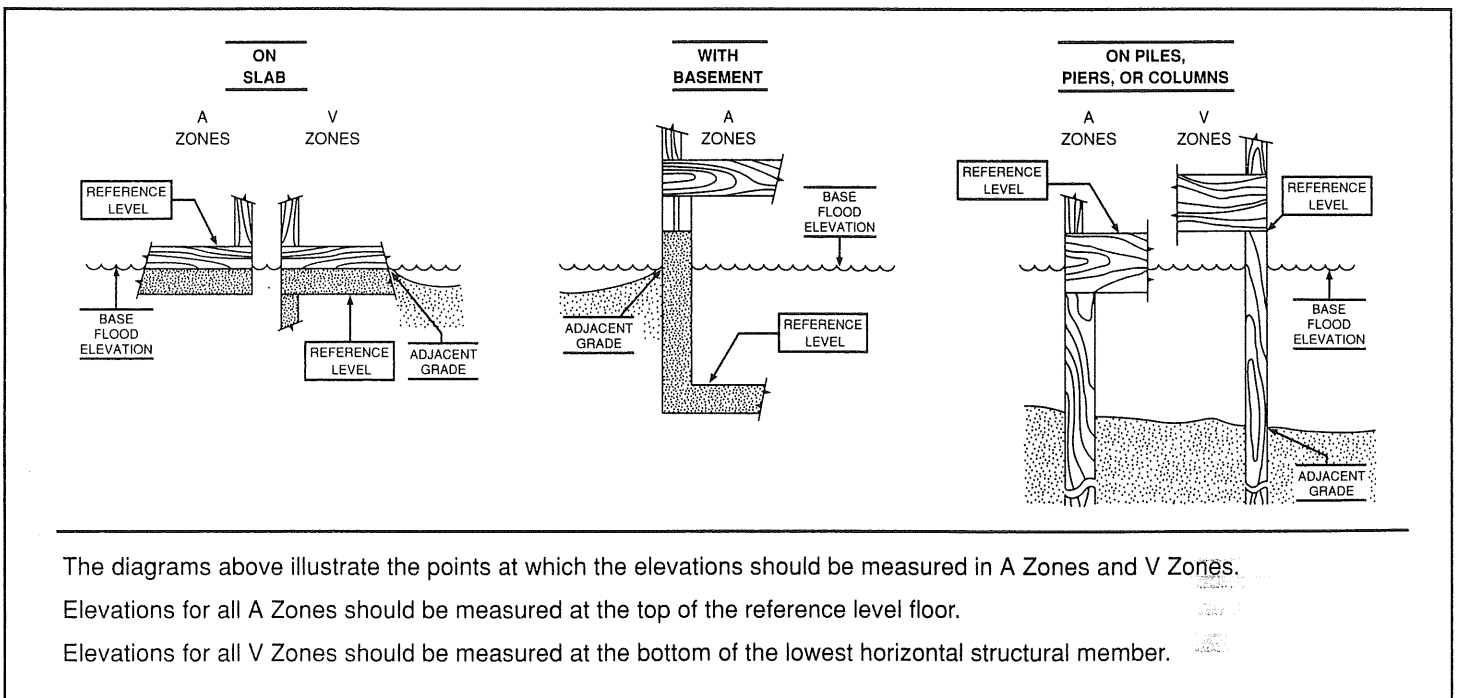 ON
SLAB
A
ZONES
V
ZONES
REFERENCE
LEVEL
BASE
FLOOD
ELEVATION
REFERENCE
LEVEL
ADJACENT
GRADE
WITH
BASEMENT
A
ZONES
BASE
FLOOD
ELEVATION
ADJACENT
GRADE
REFERENCE
LEVEL
ON PILES,
PIERS, OR COLUMNS
A
ZONES
V
ZONES
REFERENCE
LEVEL
REFERENCE
LEVEL
BASE
FLOOD
ELEVATION
ADJACENT
GRADE
The diagrams above illustrate the points at which the elevations should be measured in A Zones and V Zones.
Elevations for all A Zones should be measured at the top of the reference level floor.
Elevations for all V Zones should be measured at the bottom of the lowest horizontal structural member.